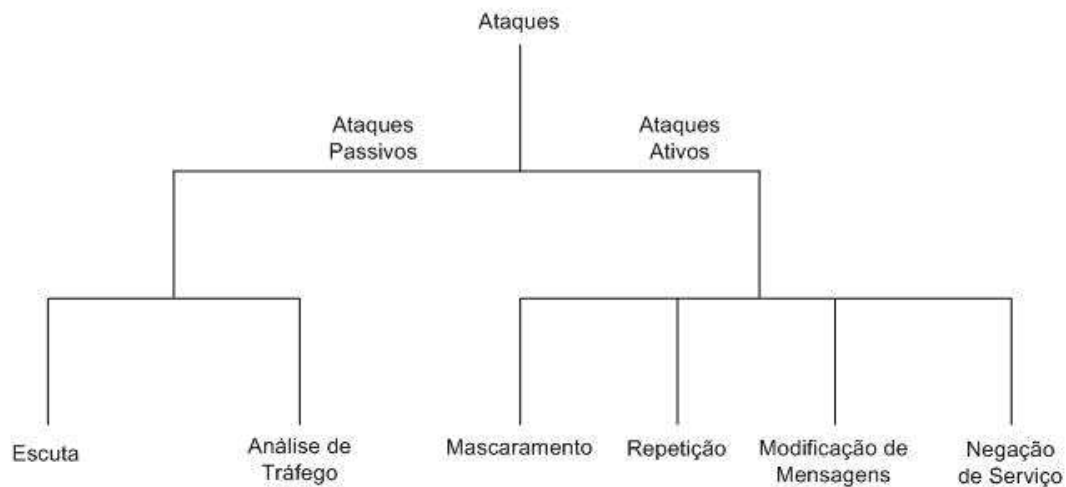 Ataques
Ataques
Passivos
Ataques
Ativos
Escuta
Análise de
Tráfego
Mascaramento
Repetição
Modificação de
Mensagens
Negação
de Serviço